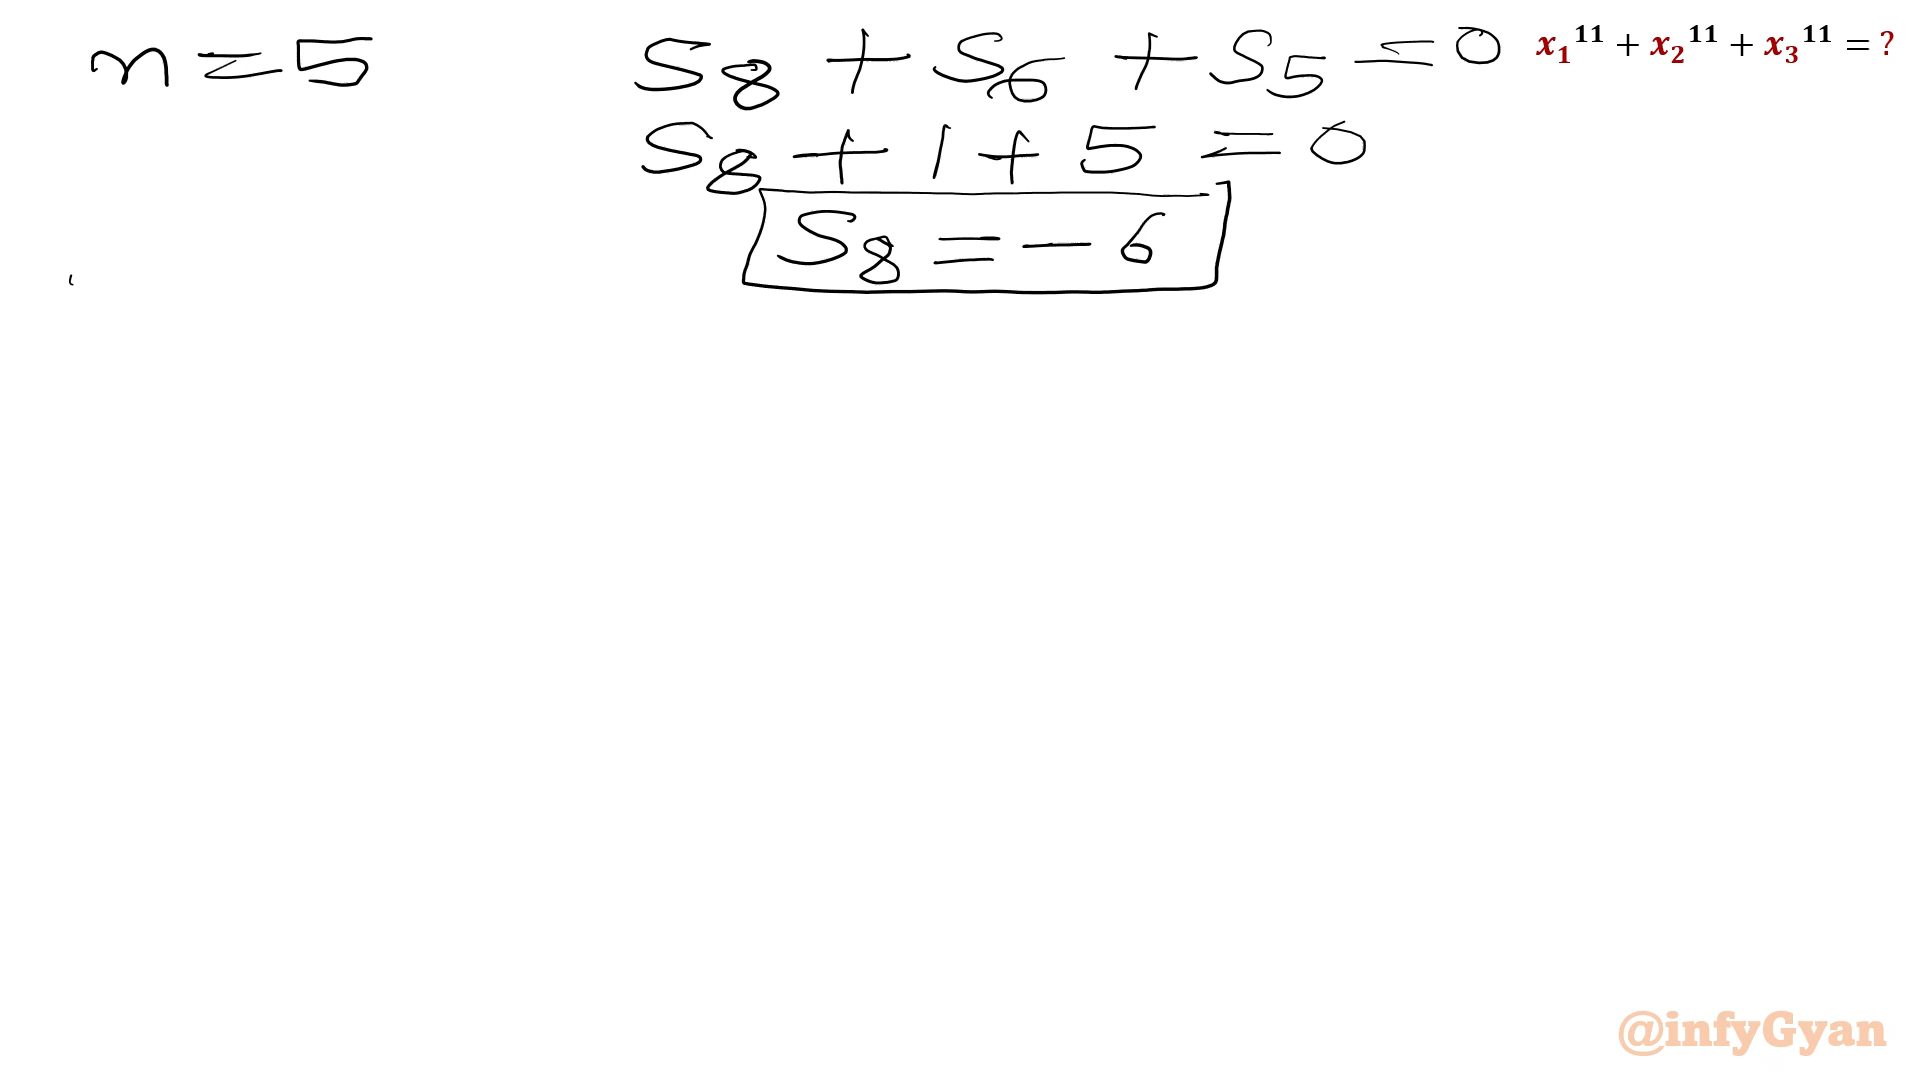 n = 5
S₈ + S₆ + S₅ = 0
x₁¹¹ + x₂¹¹ + x₃¹¹ = ?
S₈ + 1 + 5 = 0
S₈ = - 6
@infyGyan